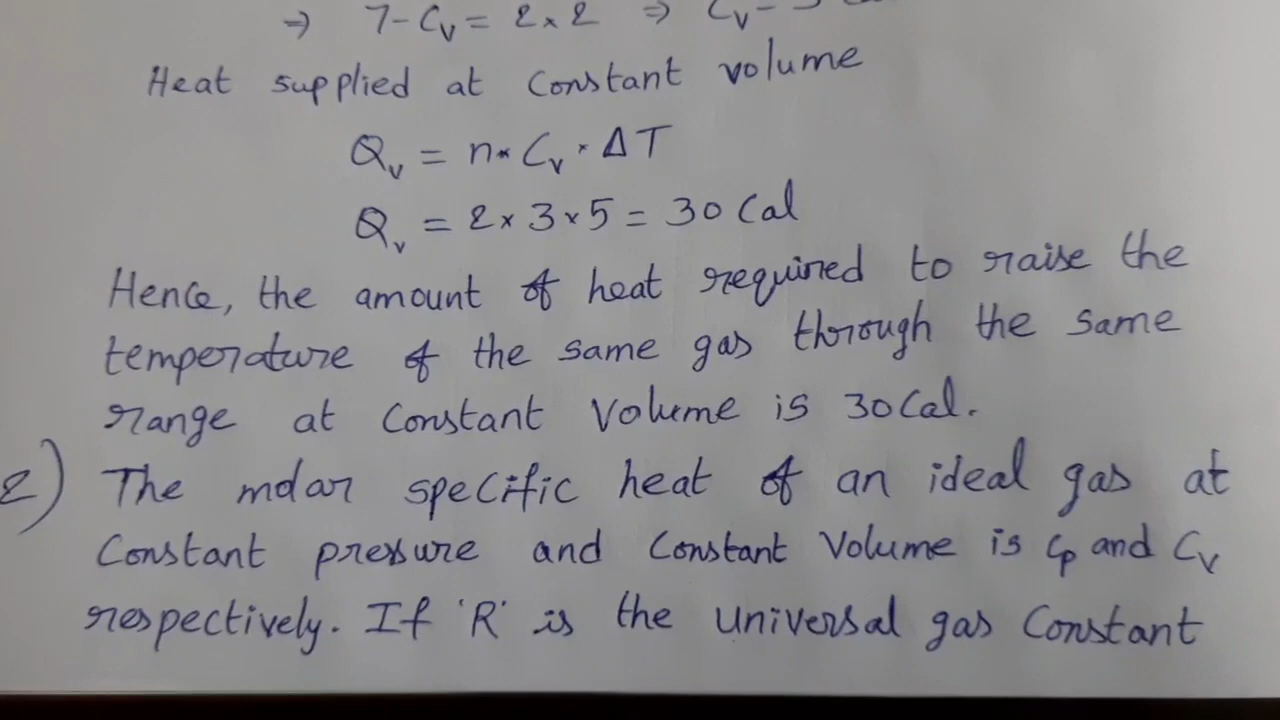 ⇒ 7-Cv = 2×2 ⇒ Cv = 3
Heat supplied at Constant volume
Qv = n × Cv × ΔT
Qv = 2 × 3 × 5 = 30 Cal
Hence, the amount of heat required to raise the
temperature of the same gas through the same
range at Constant Volume is 30 Cal.
2) The molar specific heat of an ideal gas at
Constant pressure and Constant Volume is Cp and Cv
respectively. If 'R' is the universal gas Constant